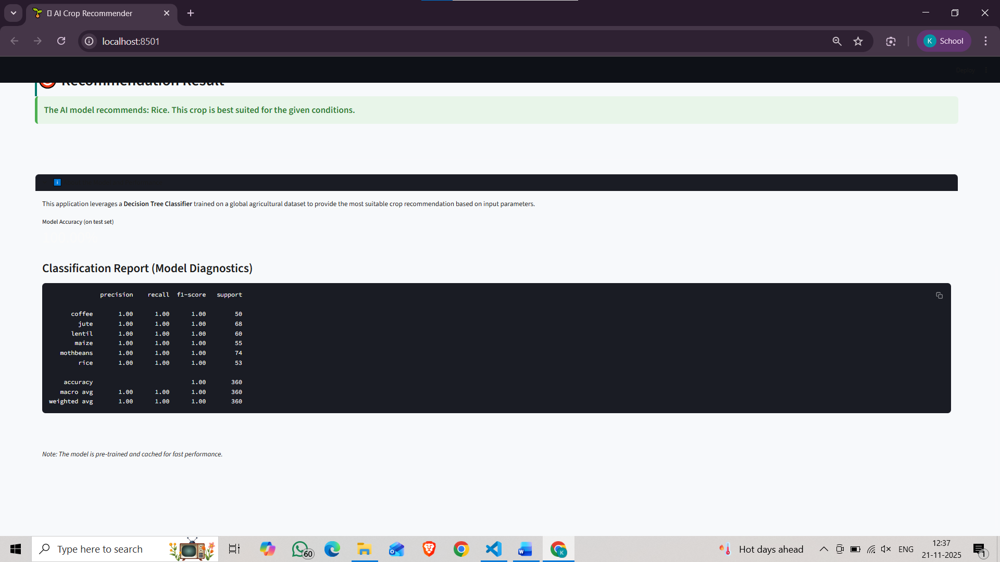 AI Crop Recommender
localhost:8501
K School
Deploy
Recommendation Result
The AI model recommends: Rice. This crop is best suited for the given conditions.
This application leverages a Decision Tree Classifier trained on a global agricultural dataset to provide the most suitable crop recommendation based on input parameters.
Model Accuracy (on test set)
Classification Report (Model Diagnostics)
precision recall f1-score support
coffee 1.00 1.00 1.00 50
jute 1.00 1.00 1.00 68
lentil 1.00 1.00 1.00 60
maize 1.00 1.00 1.00 55
mothbeans 1.00 1.00 1.00 74
rice 1.00 1.00 1.00 53
accuracy 1.00 360
macro avg 1.00 1.00 1.00 360
weighted avg 1.00 1.00 1.00 360
Note: The model is pre-trained and cached for fast performance.
Type here to search
60
Hot days ahead
ENG
12:37
21-11-2025
1